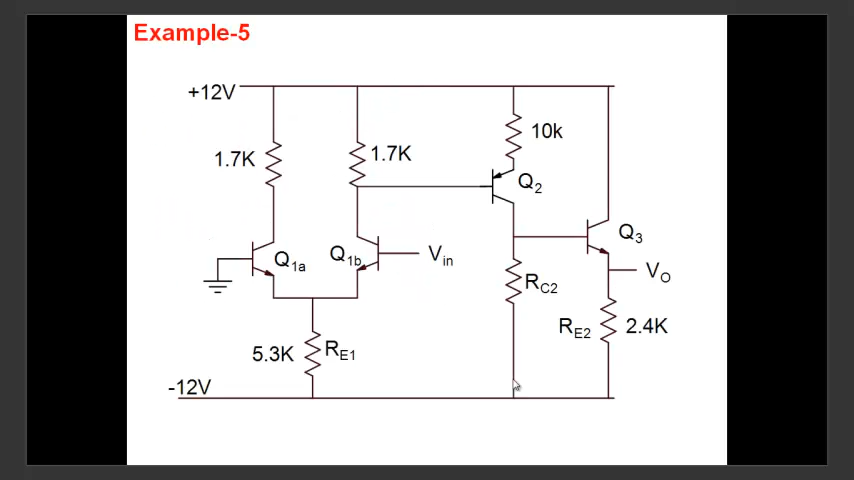 Example-5
+12V
10k
1.7K
1.7K
Q2
Q3
Q1a
Q1b
Vin
VO
RC2
RE2
2.4K
5.3K
RE1
-12V